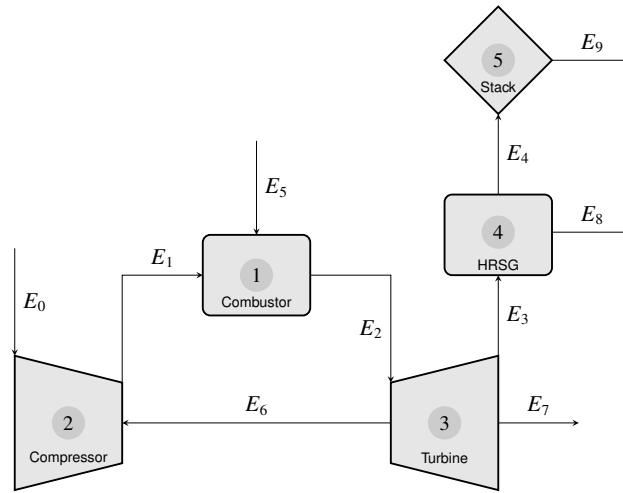 5
Stack
E9
E4
E5
4
HRSG
E8
E1
1
Combustor
E0
E2
E3
2
Compressor
E6
3
Turbine
E7